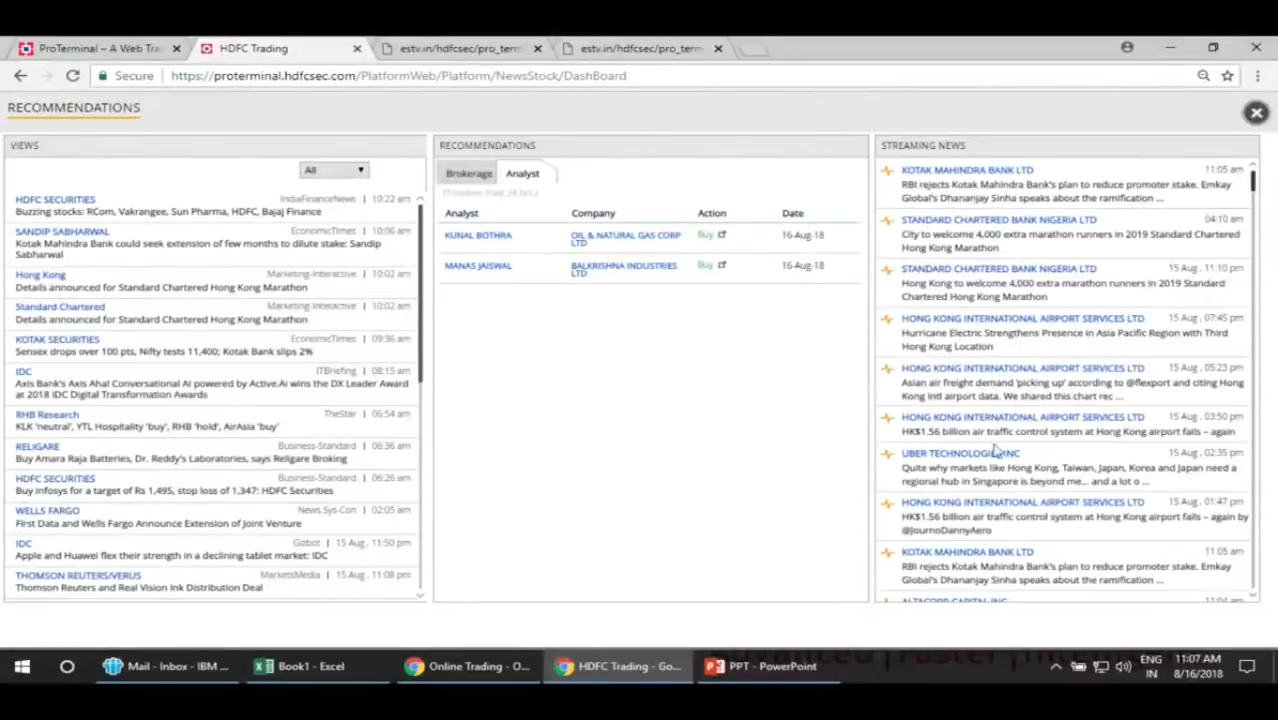 ProTerminal – A Web Tra
HDFC Trading
estv.in/hdfcsec/pro_term
estv.in/hdfcsec/pro_term
Secure
https://proterminal.hdfcsec.com/PlatformWeb/Platform/NewsStock/DashBoard
RECOMMENDATIONS
VIEWS
All
HDFC SECURITIES IndiaFinanceNews | 10:22 am
Buzzing stocks: RCom, Vakrangee, Sun Pharma, HDFC, Bajaj Finance
SANDIP SABHARWAL EconomicTimes | 10:06 am
Kotak Mahindra Bank could seek extension of few months to dilute stake: Sandip
Sabharwal
Hong Kong Marketing-Interactive | 10:02 am
Details announced for Standard Chartered Hong Kong Marathon
Standard Chartered Marketing-Interactive | 10:02 am
Details announced for Standard Chartered Hong Kong Marathon
KOTAK SECURITIES EconomicTimes | 09:36 am
Sensex drops over 100 pts, Nifty tests 11,400; Kotak Bank slips 2%
IDC ITBriefing | 08:15 am
Axis Bank's Axis Aha! Conversational AI powered by Active.Ai wins the DX Leader Award
at 2018 IDC Digital Transformation Awards
RHB Research TheStar | 06:54 am
KLK 'neutral', YTL Hospitality 'buy', RHB 'hold', AirAsia 'buy'
RELIGARE Business-Standard | 06:36 am
Buy Amara Raja Batteries, Dr. Reddy's Laboratories, says Religare Broking
HDFC SECURITIES Business-Standard | 06:26 am
Buy Infosys for a target of Rs 1,495, stop loss of 1,347: HDFC Securities
WELLS FARGO News.Sys-Con | 02:05 am
First Data and Wells Fargo Announce Extension of Joint Venture
IDC Gizbot | 15 Aug, 11:50 pm
Apple and Huawei flex their strength in a declining tablet market: IDC
THOMSON REUTERS/VERUS MarketsMedia | 15 Aug, 11:08 pm
Thomson Reuters and Real Vision Ink Distribution Deal
RECOMMENDATIONS
Brokerage Analyst
Past 24 hrs.
Analyst Company Action Date
KUNAL BOTHRA OIL & NATURAL GAS CORP LTD Buy 16-Aug-18
MANAS JAISWAL BALKRISHNA INDUSTRIES LTD Buy 16-Aug-18
STREAMING NEWS
KOTAK MAHINDRA BANK LTD 11:05 am
RBI rejects Kotak Mahindra Bank's plan to reduce promoter stake. Emkay
Global's Dhananjay Sinha speaks about the ramification ...
STANDARD CHARTERED BANK NIGERIA LTD 04:10 am
City to welcome 4,000 extra marathon runners in 2019 Standard Chartered
Hong Kong Marathon
STANDARD CHARTERED BANK NIGERIA LTD 15 Aug, 11:10 pm
Hong Kong to welcome 4,000 extra marathon runners in 2019 Standard
Chartered Hong Kong Marathon
HONG KONG INTERNATIONAL AIRPORT SERVICES LTD 15 Aug, 07:45 pm
Hurricane Electric Strengthens Presence in Asia Pacific Region with Third
Hong Kong Location
HONG KONG INTERNATIONAL AIRPORT SERVICES LTD 15 Aug, 05:23 pm
Asian air freight demand 'picking up' according to @flexport and citing Hong
Kong Intl airport data. We shared this chart rec ...
HONG KONG INTERNATIONAL AIRPORT SERVICES LTD 15 Aug, 03:50 pm
HK$1.56 billion air traffic control system at Hong Kong airport fails – again
UBER TECHNOLOGIES INC 15 Aug, 02:35 pm
Quite why markets like Hong Kong, Taiwan, Japan, Korea and Japan need a
regional hub in Singapore is beyond me... and a lot o ...
HONG KONG INTERNATIONAL AIRPORT SERVICES LTD 15 Aug, 01:47 pm
HK$1.56 billion air traffic control system at Hong Kong airport fails – again by
@JournoDannyAero
KOTAK MAHINDRA BANK LTD 11:05 am
RBI rejects Kotak Mahindra Bank's plan to reduce promoter stake. Emkay
Global's Dhananjay Sinha speaks about the ramification ...
Mail - Inbox - IBM ...
Book1 - Excel
Online Trading - O...
HDFC Trading - Go...
PPT - PowerPoint
ENG
IN
11:07 AM
8/16/2018